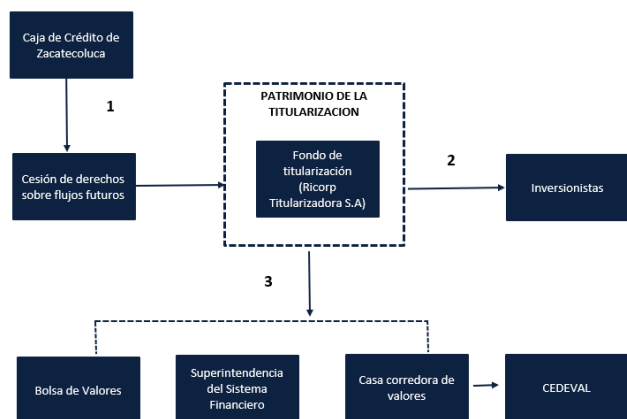 Caja de Crédito de
Zacatecoluca
1
PATRIMONIO DE LA
TITULARIZACION
Fondo de
titularización
(Ricorp
Titularizadora S.A)
2
Cesión de derechos
sobre flujos futuros
Inversionistas
3
Bolsa de Valores
Superintendencia
del Sistema
Financiero
Casa corredora de
valores
CEDEVAL